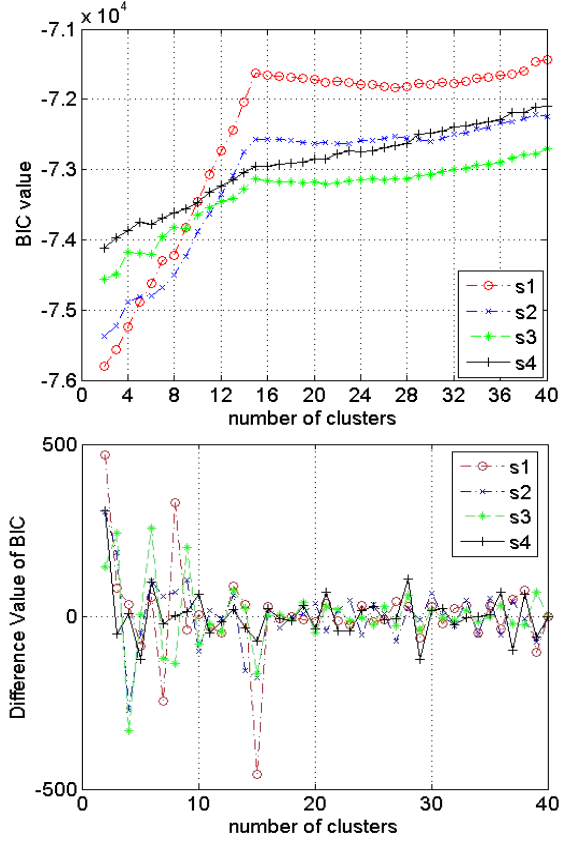 x 10^4
-7.1
-7.2
-7.3
-7.4
-7.5
-7.6
BIC value
0 4 8 12 16 20 24 28 32 36 40
number of clusters
s1
s2
s3
s4
500
0
-500
Difference Value of BIC
0 10 20 30 40
number of clusters
s1
s2
s3
s4